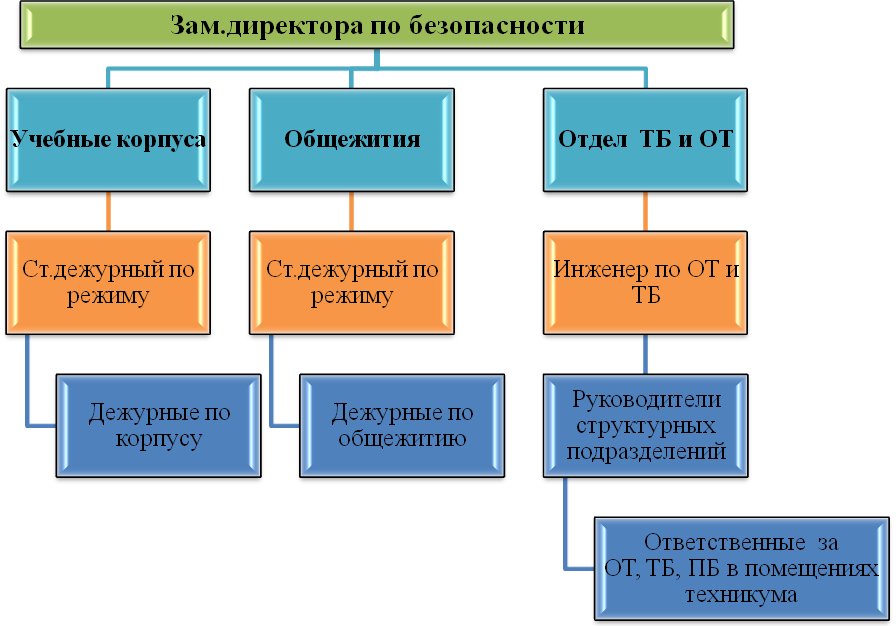 Зам.директора по безопасности
Учебные корпуса
Общежития
Отдел ТБ и ОТ
Ст.дежурный по
режиму
Ст.дежурный по
режиму
Инженер по ОТ и
ТБ
Дежурные по
корпусу
Дежурные по
общежитию
Руководители
структурных
подразделений
Ответственные за
ОТ, ТБ, ПБ в помещениях
техникума